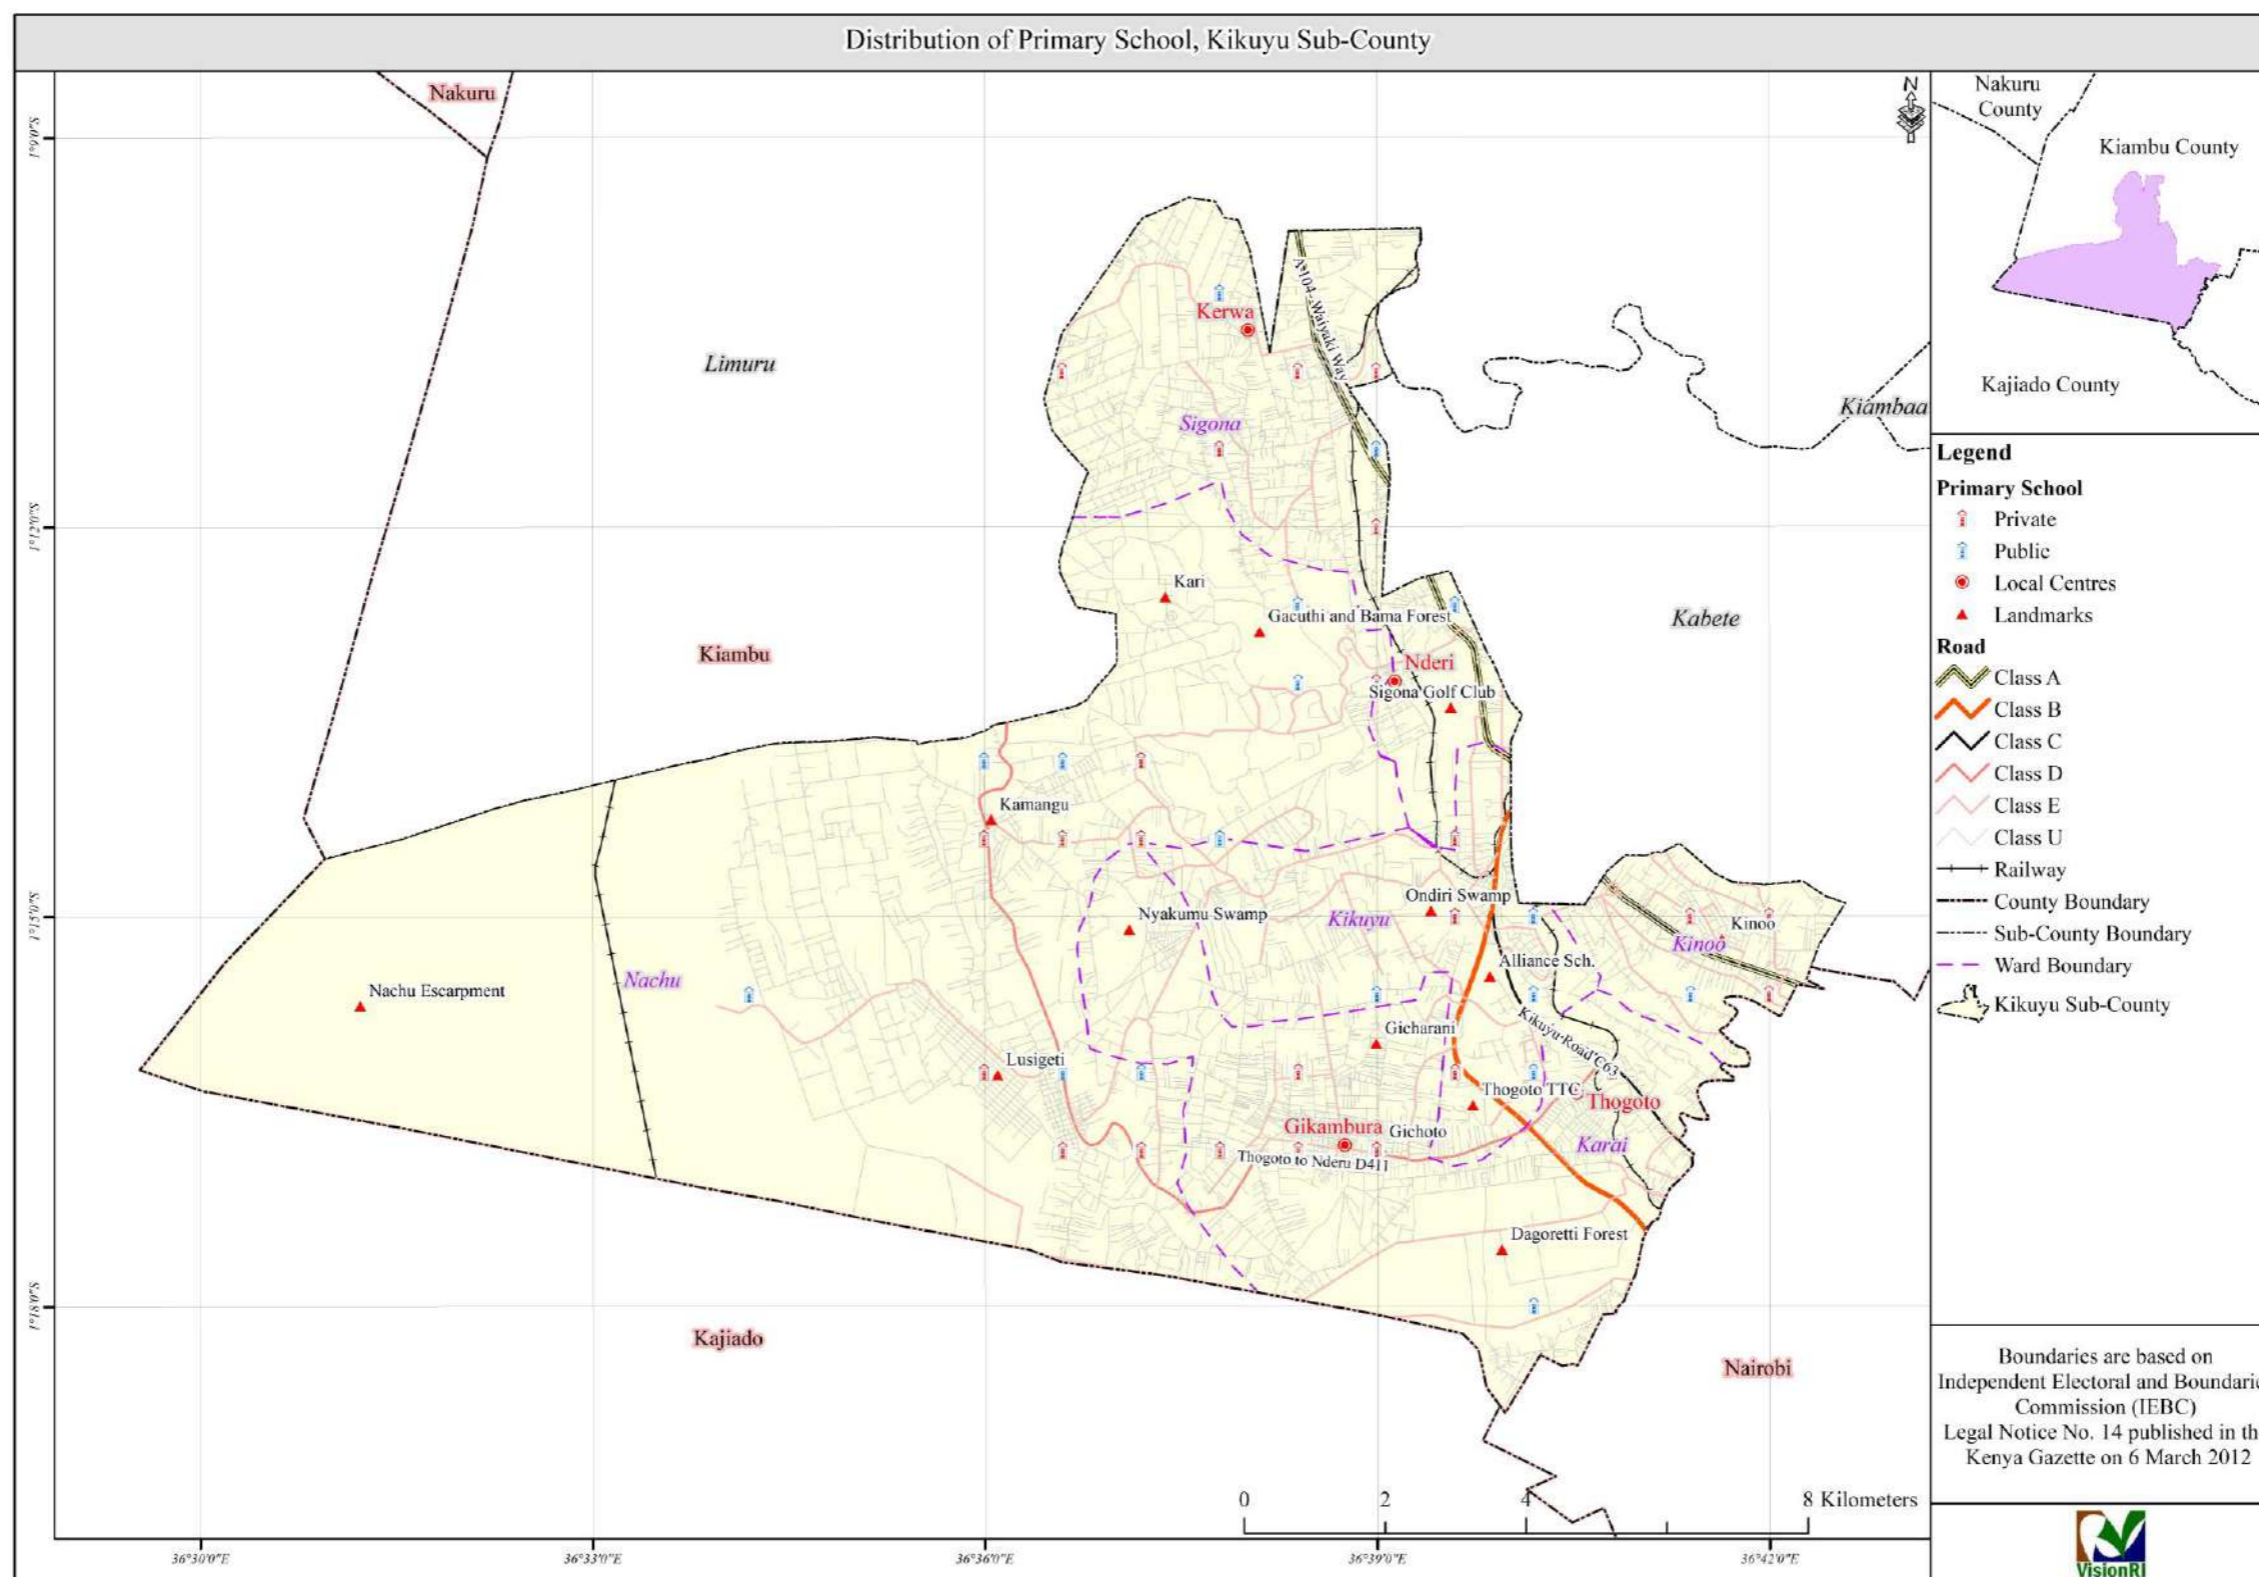 Distribution of Primary School, Kikuyu Sub-County
Nakuru
1°9'0"S
Kerwa
A 104 - Waiyaki Way
Limuru
Kiambaa
Sigona
1°12'0"S
Kari
Gacuthi and Bama Forest
Kabete
Kiambu
Nderi
Sigona Golf Club
Kamangu
Ondiri Swamp
1°15'0"S
Nyakumu Swamp
Kikuyu
Kinoo
Kinoo
Alliance Sch.
Nachu
Nachu Escarpment
Gicharani
Kikuyu Road C63
Lusigeti
Thogoto TTC
Thogoto
Gikambura
Gichoto
Karai
Thogoto to Nderu D411
Dagoretti Forest
1°18'0"S
Kajiado
Nairobi
0 2 4 8 Kilometers
36°30'0"E 36°33'0"E 36°36'0"E 36°39'0"E 36°42'0"E
N
Nakuru
County
Kiambu County
Kajiado County
Legend
Primary School
Private
Public
Local Centres
Landmarks
Road
Class A
Class B
Class C
Class D
Class E
Class U
Railway
County Boundary
Sub-County Boundary
Ward Boundary
Kikuyu Sub-County
Boundaries are based on
Independent Electoral and Boundarie
Commission (IEBC)
Legal Notice No. 14 published in th
Kenya Gazette on 6 March 2012
VisionRI